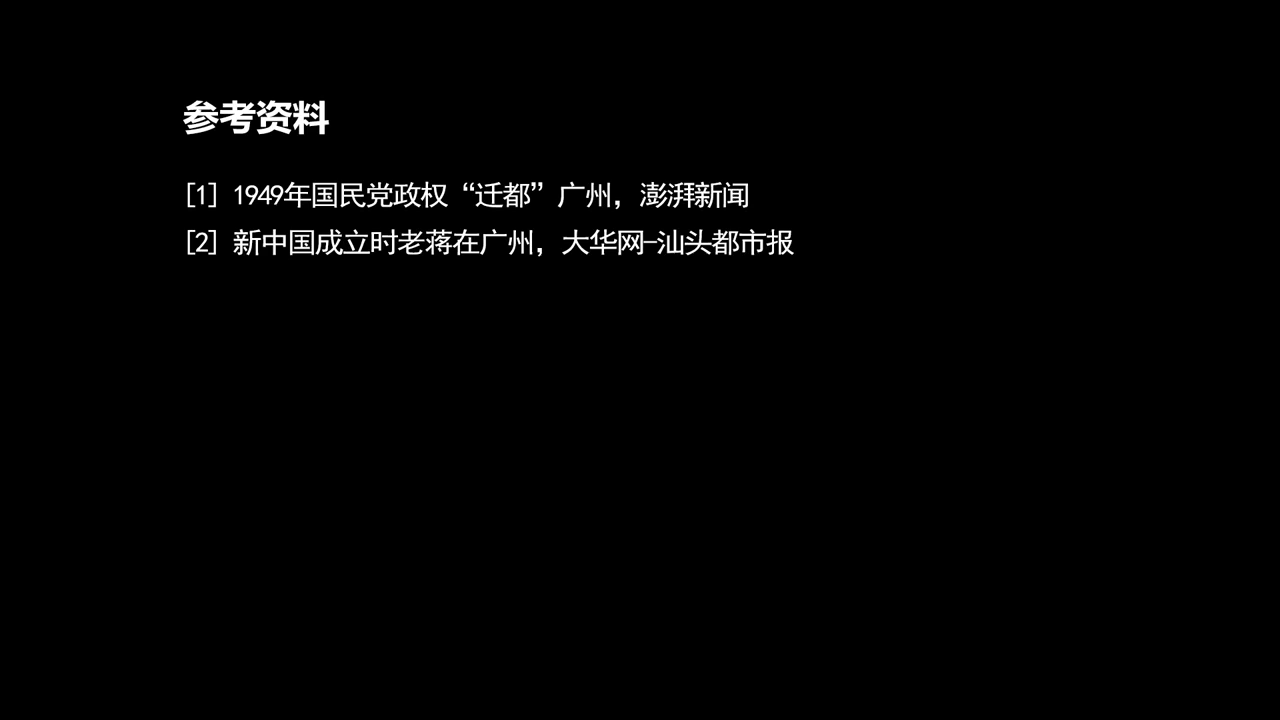 参考资料
[1] 1949年国民党政权“迁都”广州，澎湃新闻
[2] 新中国成立时老蒋在广州，大华网-汕头都市报